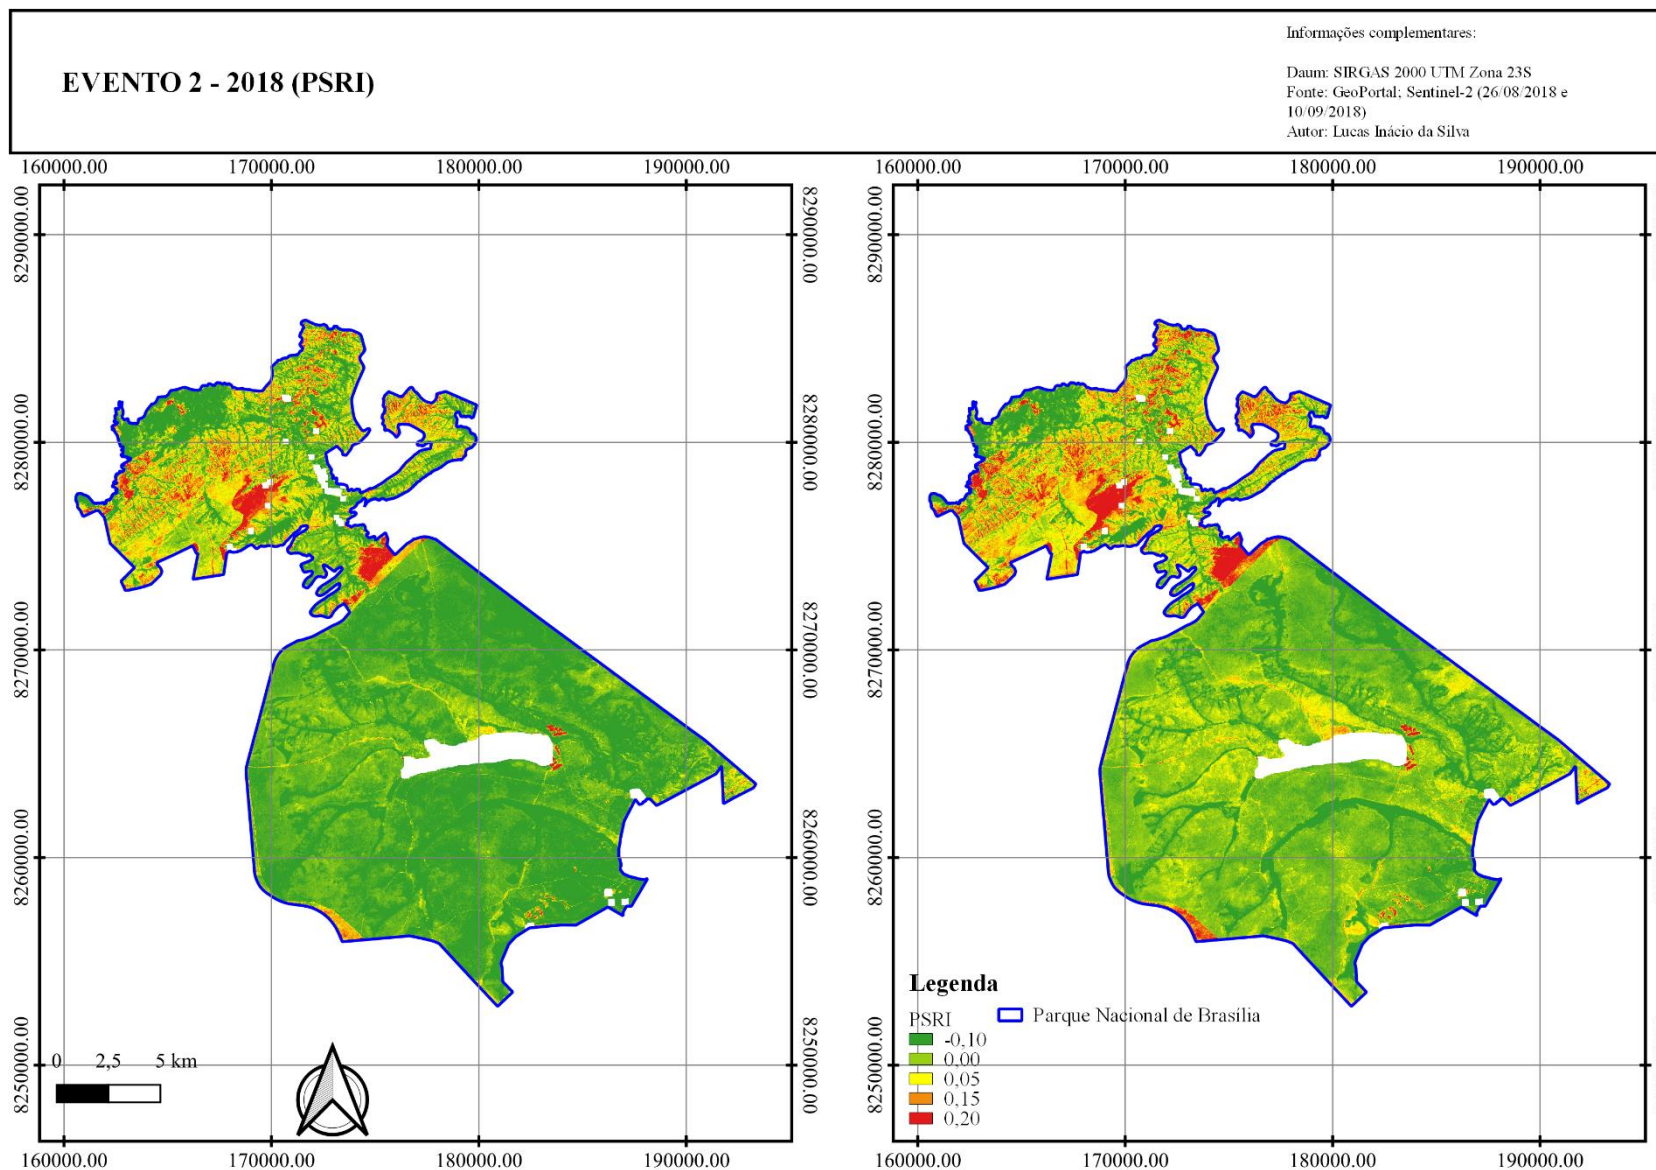 EVENTO 2 - 2018 (PSRI)
Informações complementares:
Daum: SIRGAS 2000 UTM Zona 23S
Fonte: GeoPortal; Sentinel-2 (26/08/2018 e
10/09/2018)
Autor: Lucas Inácio da Silva
160000.00 170000.00 180000.00 190000.00
160000.00 170000.00 180000.00 190000.00
8290000.00 8290000.00 8290000.00
8280000.00 8280000.00 8280000.00
8270000.00 8270000.00 8270000.00
8260000.00 8260000.00 8260000.00
8250000.00 8250000.00 8250000.00
0 2,5 5 km
Legenda
PSRI
Parque Nacional de Brasília
-0,10
0,00
0,05
0,15
0,20
160000.00 170000.00 180000.00 190000.00
160000.00 170000.00 180000.00 190000.00